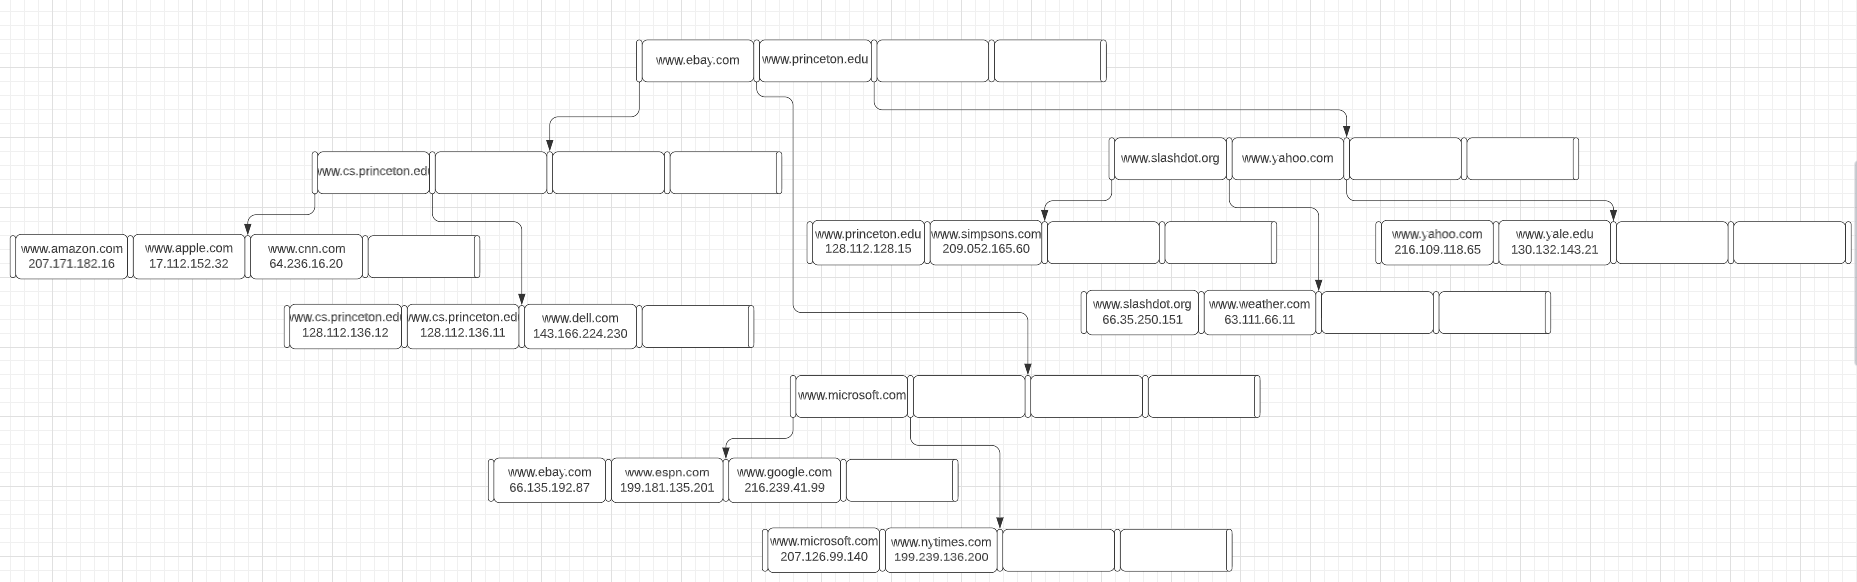 www.ebay.com
www.princeton.edu
www.slashdot.org
www.yahoo.com
www.cs.princeton.edu
www.princeton.edu
128.112.128.15
www.simpsons.com
209.052.165.60
www.yahoo.com
216.109.118.65
www.yale.edu
130.132.143.21
www.amazon.com
207.171.182.16
www.apple.com
17.112.152.32
www.cnn.com
64.236.16.20
www.slashdot.org
66.35.250.151
www.weather.com
63.111.66.11
www.cs.princeton.edu
128.112.136.12
www.cs.princeton.edu
128.112.136.11
www.dell.com
143.166.224.230
www.microsoft.com
www.ebay.com
66.135.192.87
www.espn.com
199.181.135.201
www.google.com
216.239.41.99
www.microsoft.com
207.126.99.140
www.nytimes.com
199.239.136.200